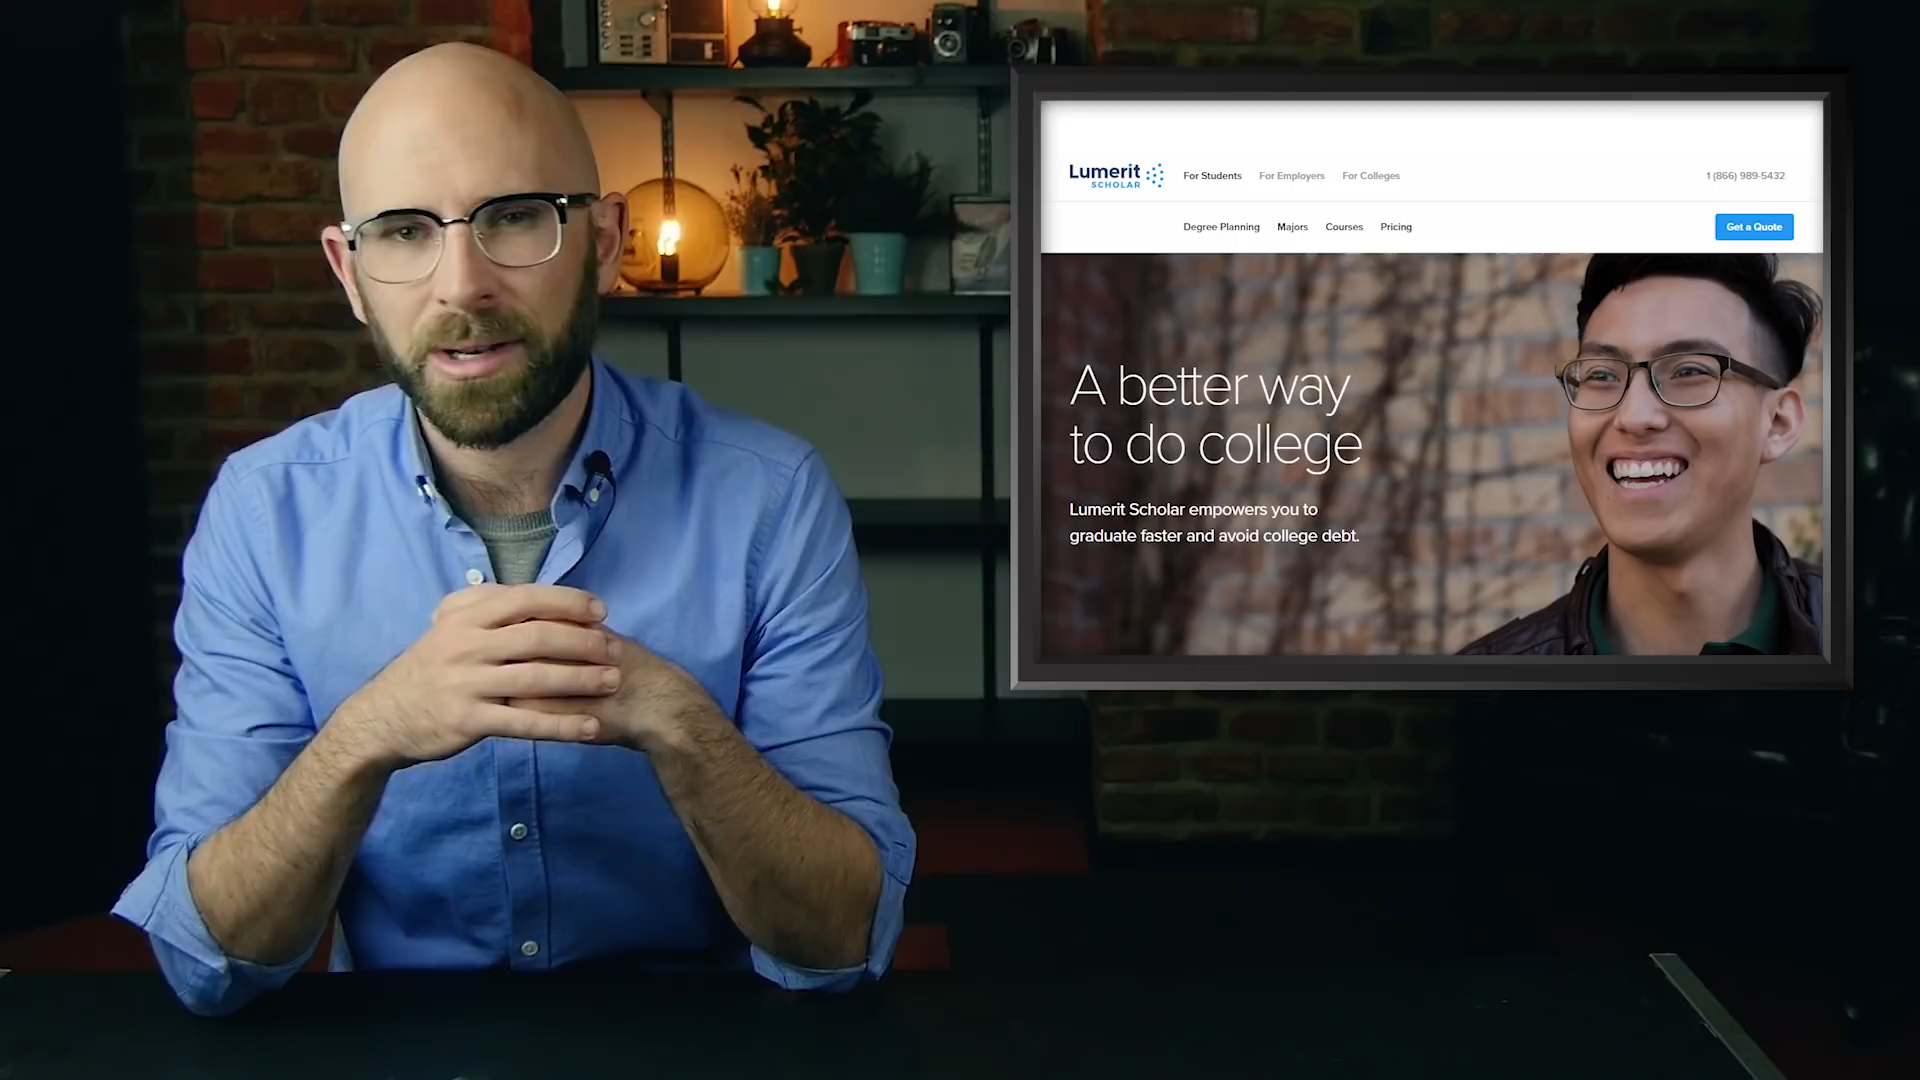 Lumerit
SCHOLAR
For Students For Employers For Colleges
1 (866) 989-5432
Degree Planning Majors Courses Pricing
Get a Quote
A better way
to do college
Lumerit Scholar empowers you to
graduate faster and avoid college debt.